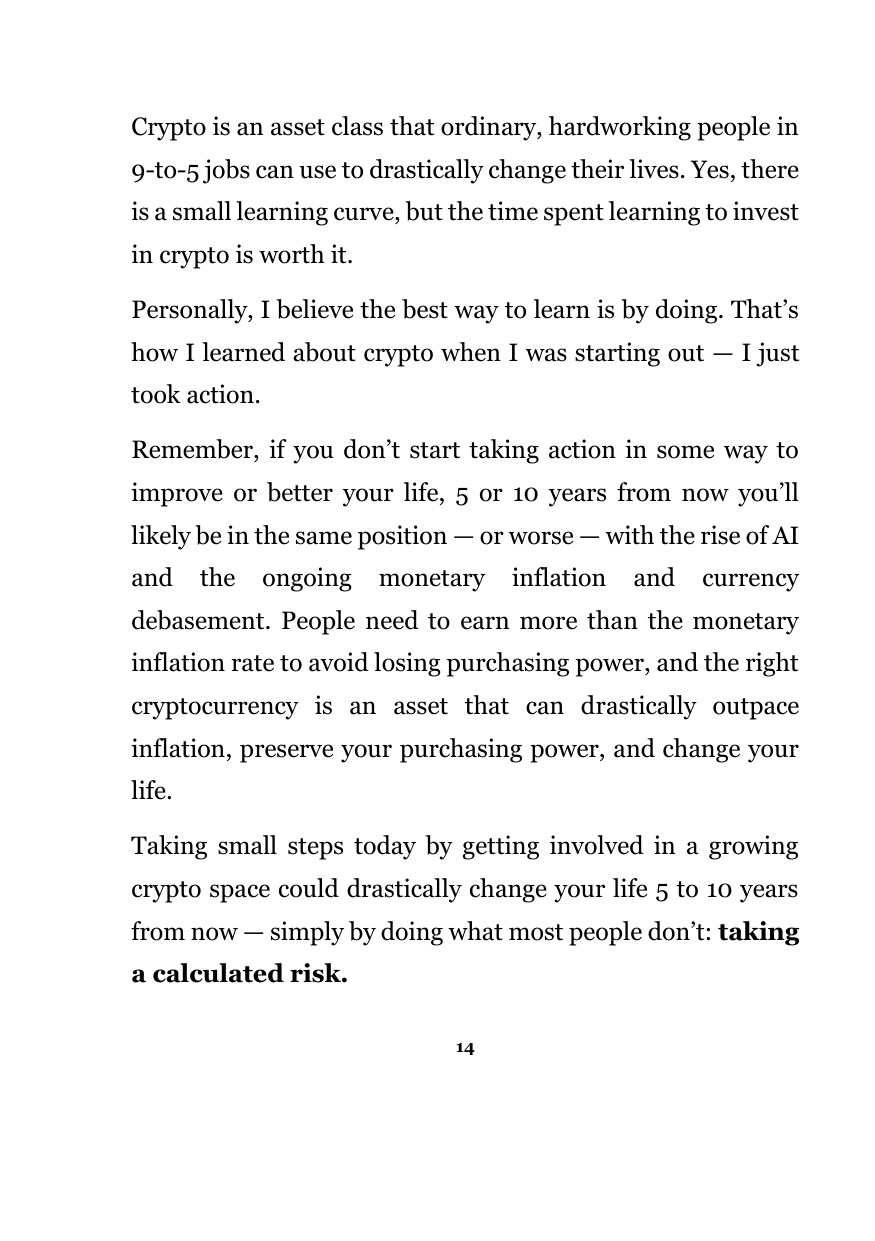 Crypto is an asset class that ordinary, hardworking people in
9-to-5 jobs can use to drastically change their lives. Yes, there
is a small learning curve, but the time spent learning to invest
in crypto is worth it.
Personally, I believe the best way to learn is by doing. That’s
how I learned about crypto when I was starting out — I just
took action.
Remember, if you don’t start taking action in some way to
improve or better your life, 5 or 10 years from now you’ll
likely be in the same position — or worse — with the rise of AI
and the ongoing monetary inflation and currency
debasement. People need to earn more than the monetary
inflation rate to avoid losing purchasing power, and the right
cryptocurrency is an asset that can drastically outpace
inflation, preserve your purchasing power, and change your
life.
Taking small steps today by getting involved in a growing
crypto space could drastically change your life 5 to 10 years
from now — simply by doing what most people don’t: taking
a calculated risk.
14